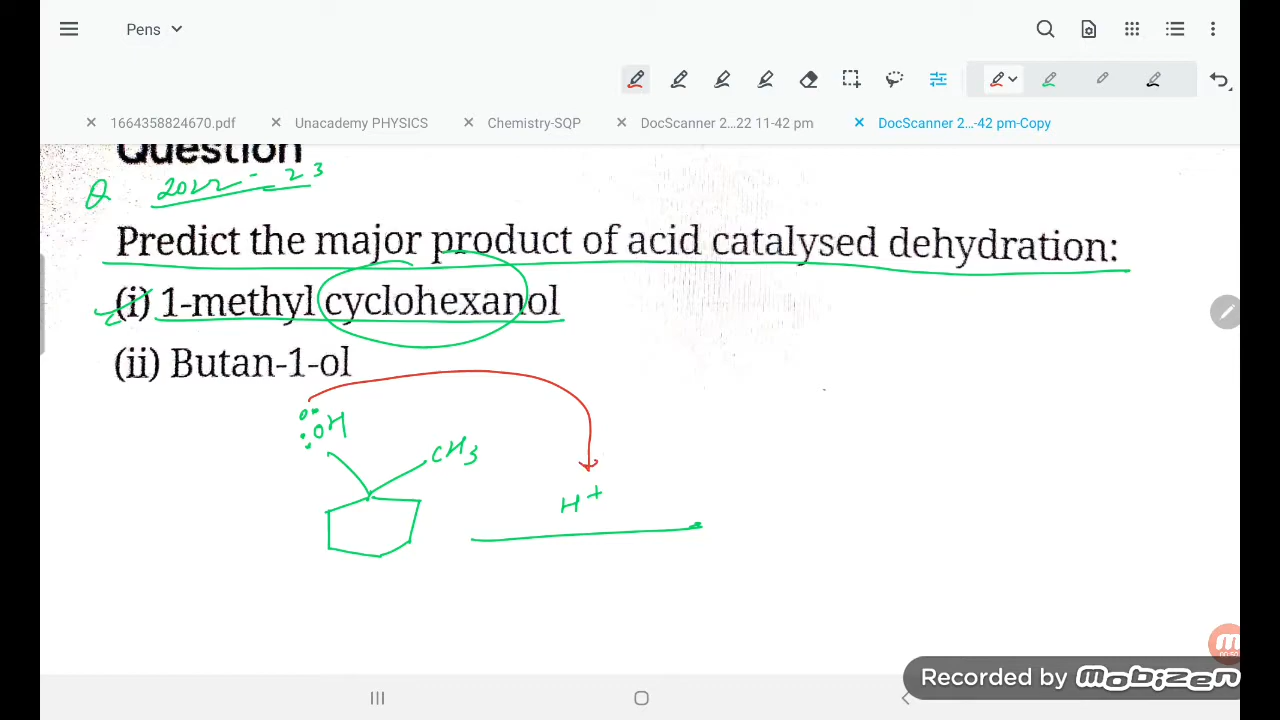 Pens
1664358824670.pdf
Unacademy PHYSICS
Chemistry-SQP
DocScanner 2...22 11-42 pm
DocScanner 2...-42 pm-Copy
Question
Q 2022-23
Predict the major product of acid catalysed dehydration:
(i) 1-methyl cyclohexanol
(ii) Butan-1-ol
OH
CH3
H+
Recorded by mobizen